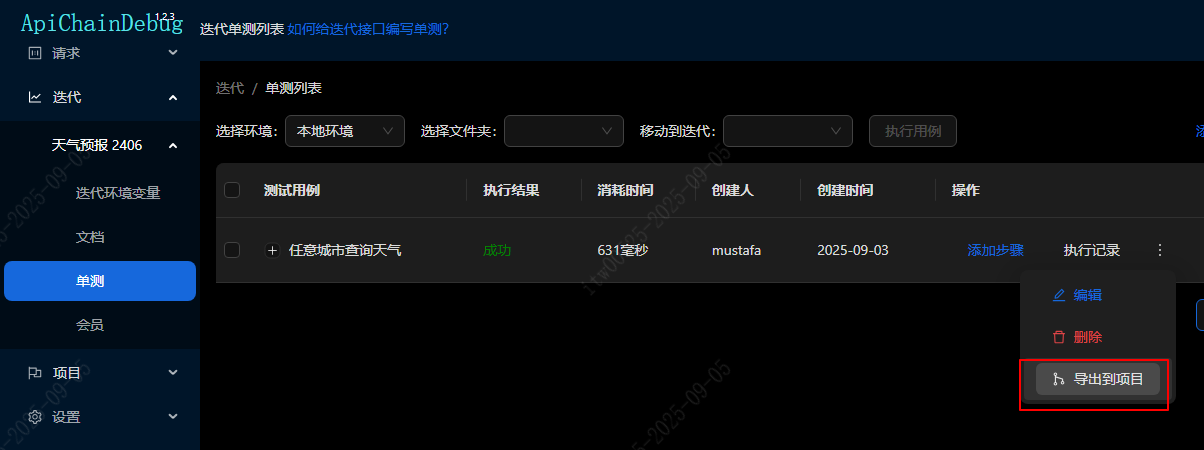 ApiChainDebug 123
迭代单测列表 如何给迭代接口编写单测?
请求
迭代
天气预报 2406
迭代环境变量
文档
单测
会员
项目
设置
迭代 / 单测列表
选择环境: 本地环境 选择文件夹: 移动到迭代: 执行用例
测试用例 执行结果 消耗时间 创建人 创建时间 操作
任意城市查询天气 成功 631毫秒 mustafa 2025-09-03 添加步骤 执行记录
编辑
删除
导出到项目